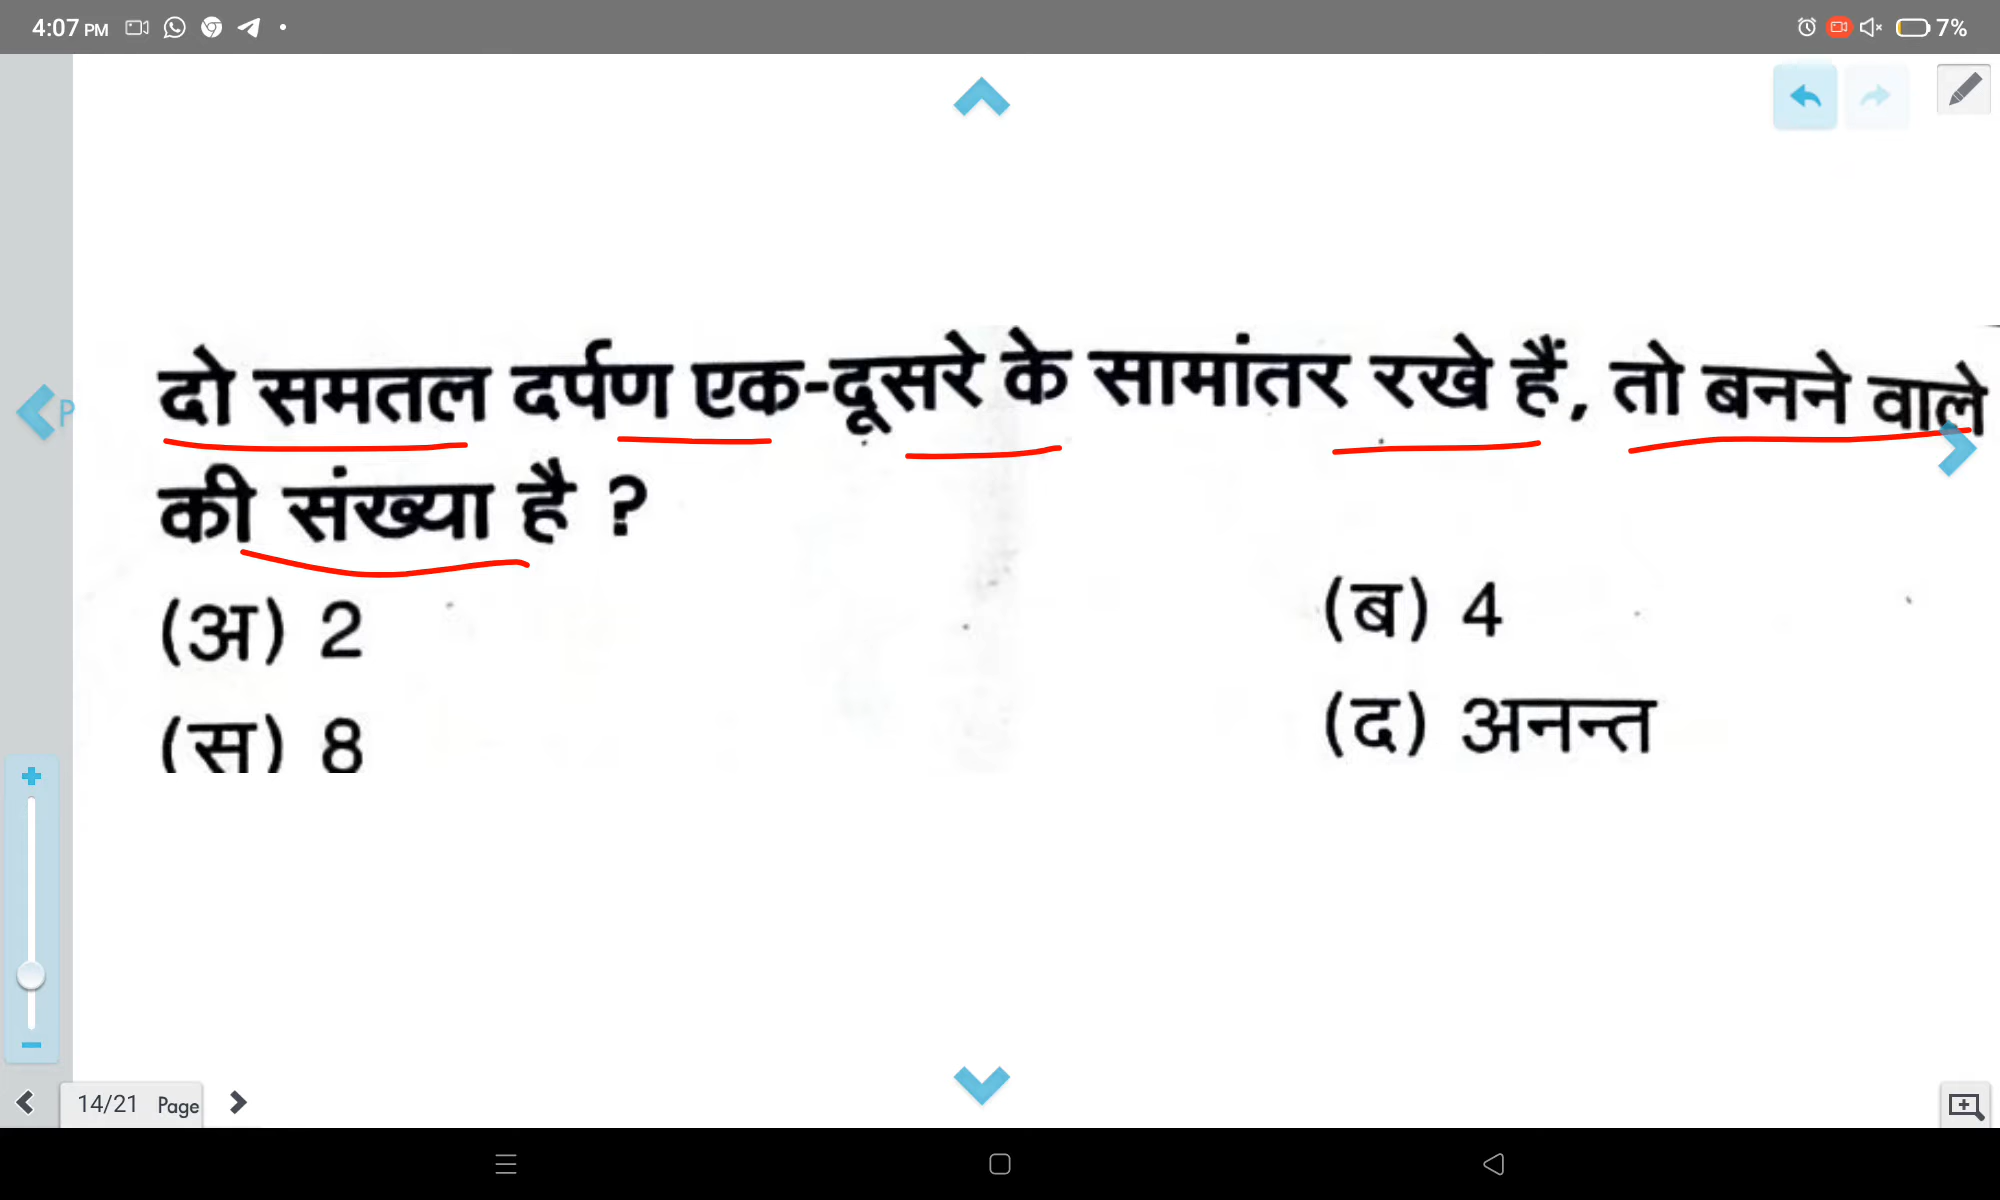 4:07 PM
7%
P
दो समतल दर्पण एक-दूसरे के सामांतर रखे हैं, तो बनने वाले
की संख्या है ?
(अ) 2
(ब) 4
(स) 8
(द) अनन्त
14/21 Page